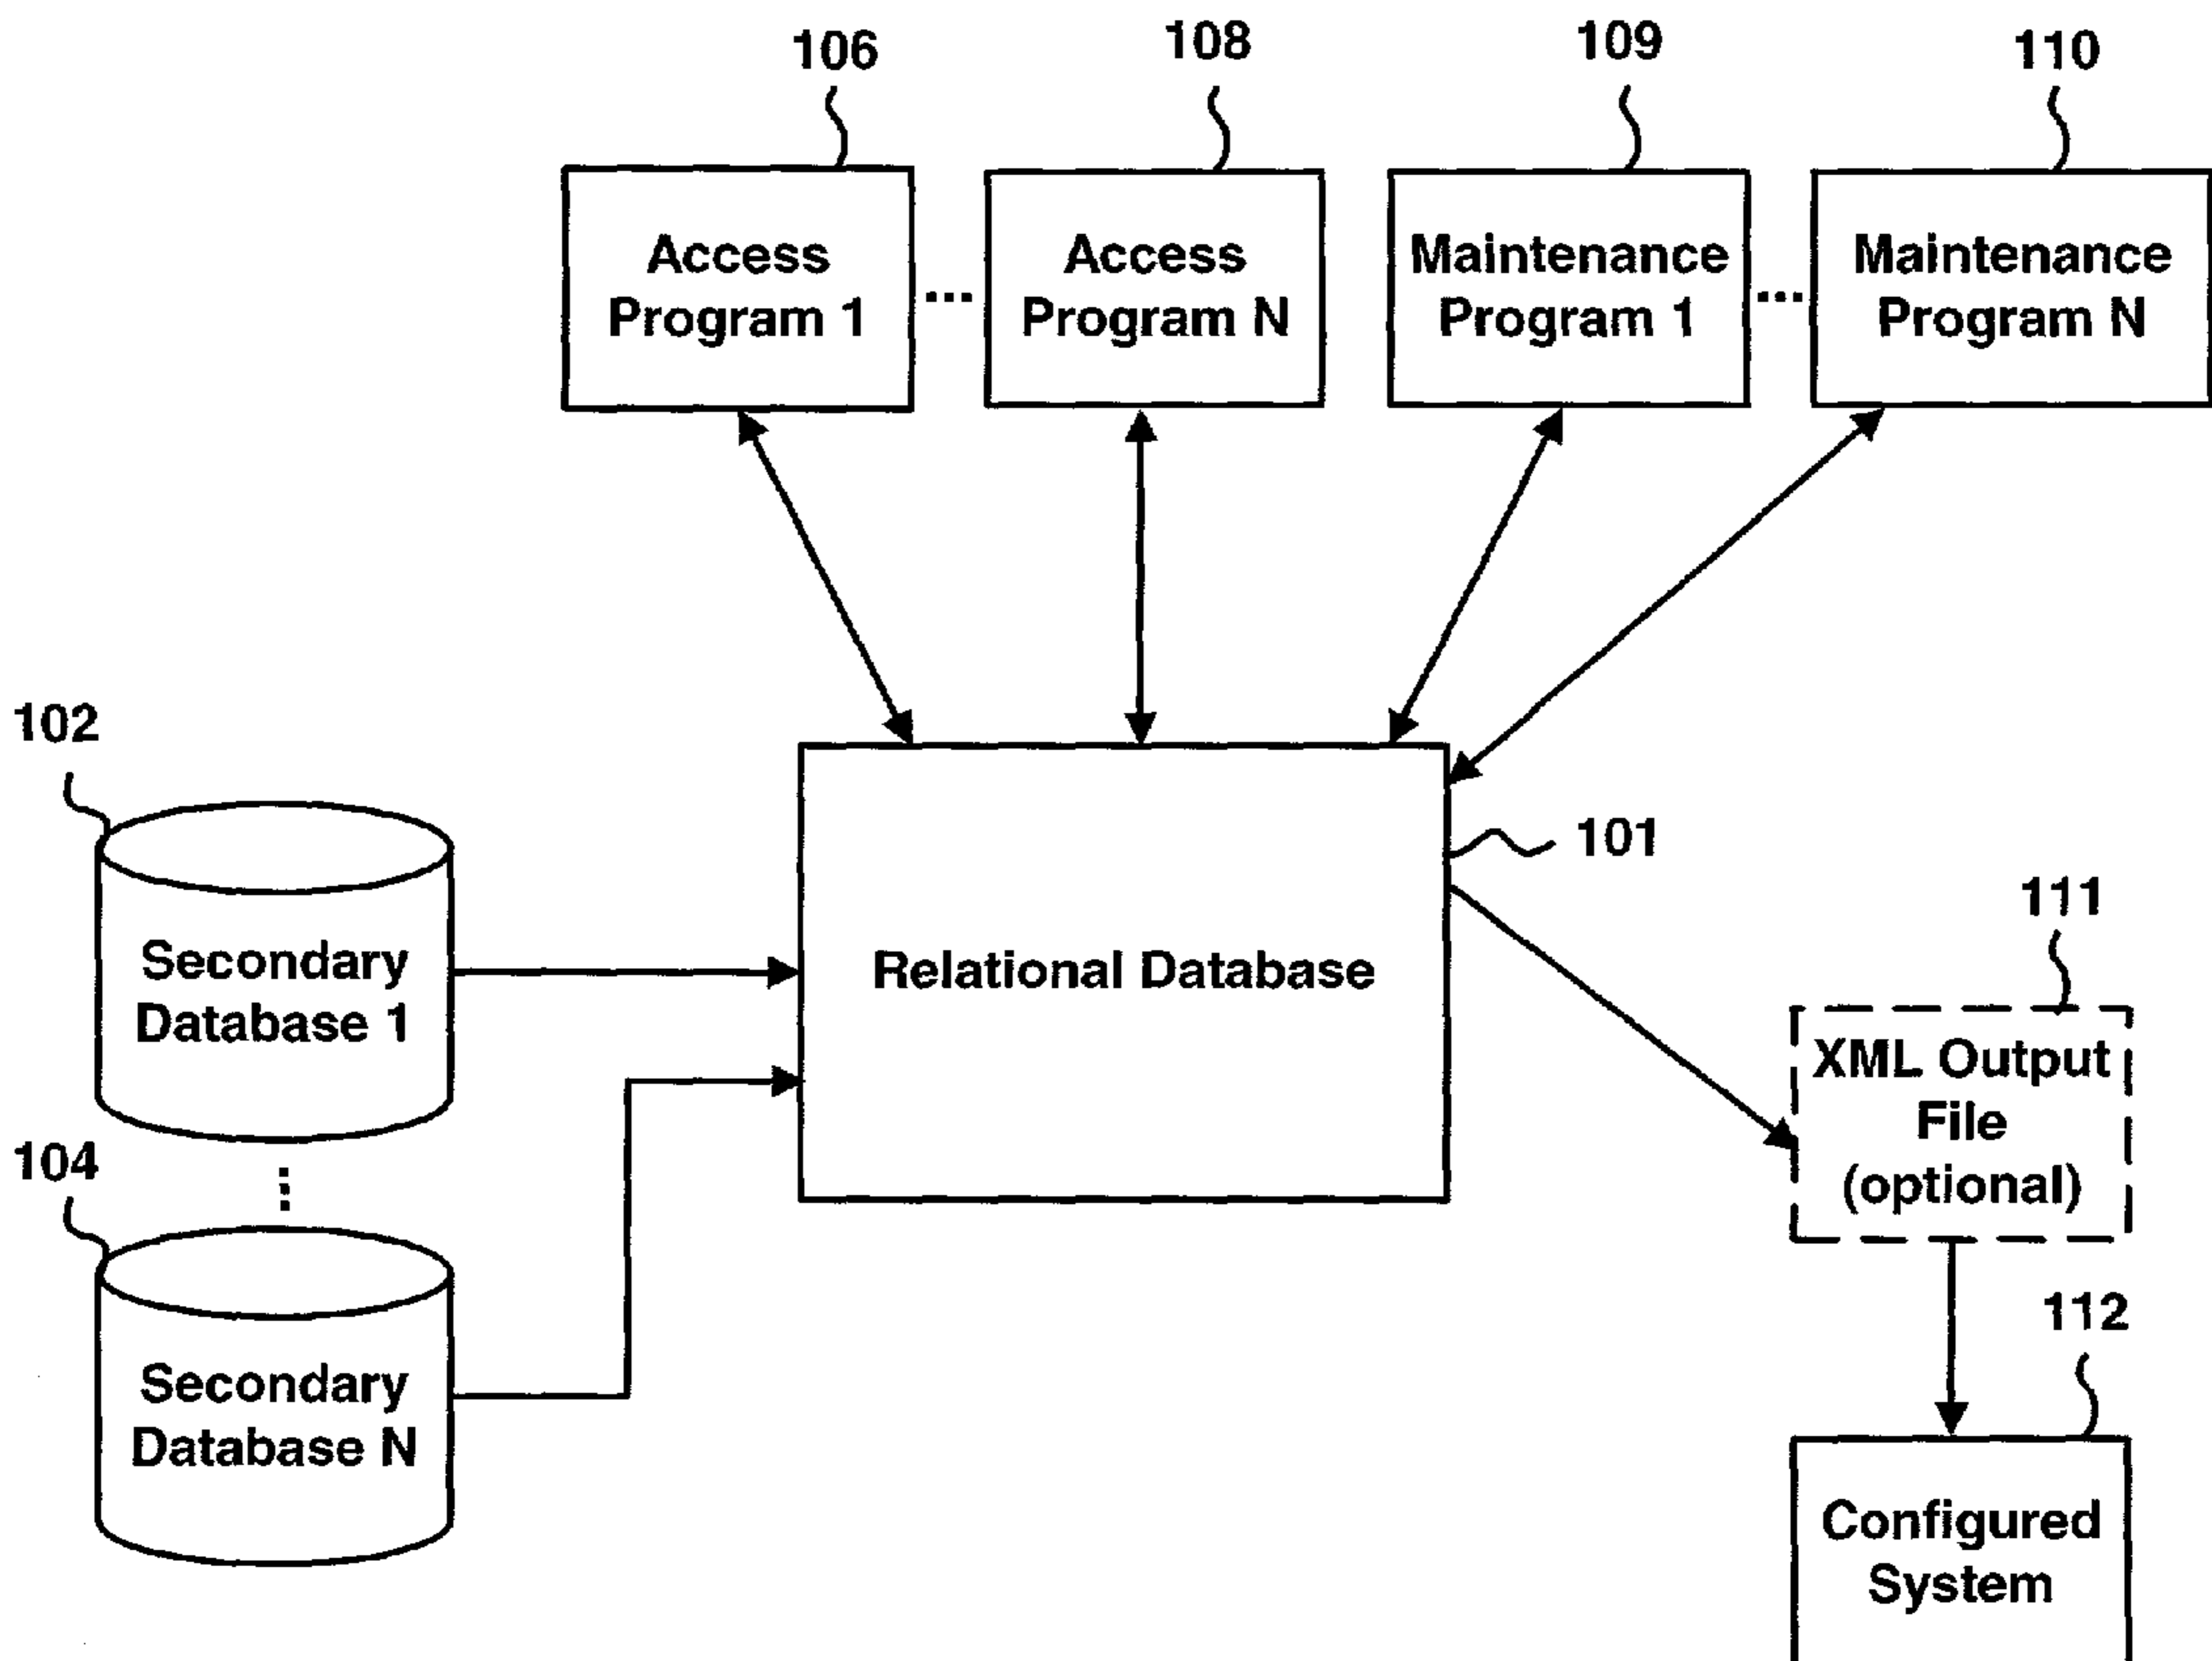 106
108
109
110
Access
Program 1
...
Access
Program N
Maintenance
Program 1
...
Maintenance
Program N
102
101
Secondary
Database 1
Relational Database
111
XML Output
File
(optional)
104
...
Secondary
Database N
112
Configured
System